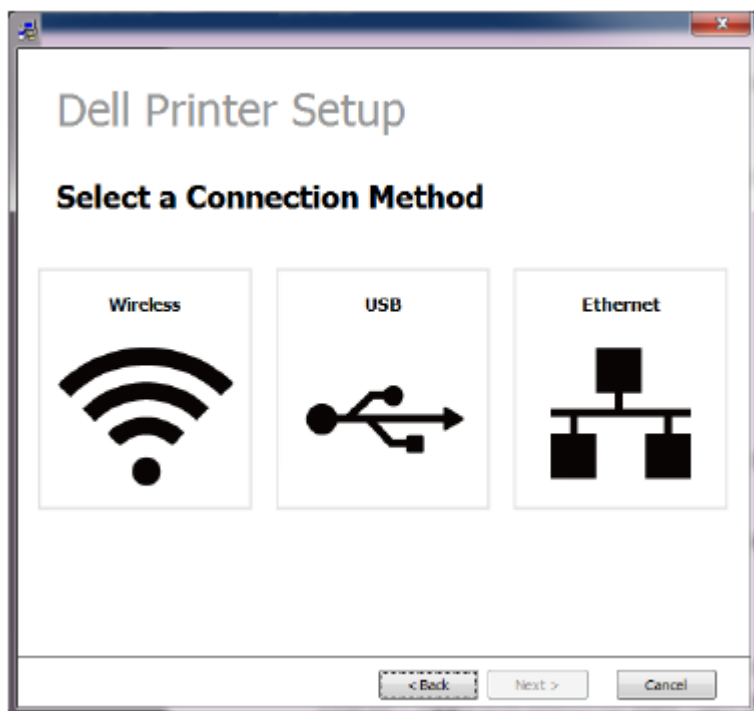 Dell Printer Setup
Select a Connection Method
Wireless USB Ethernet
< Back Next > Cancel